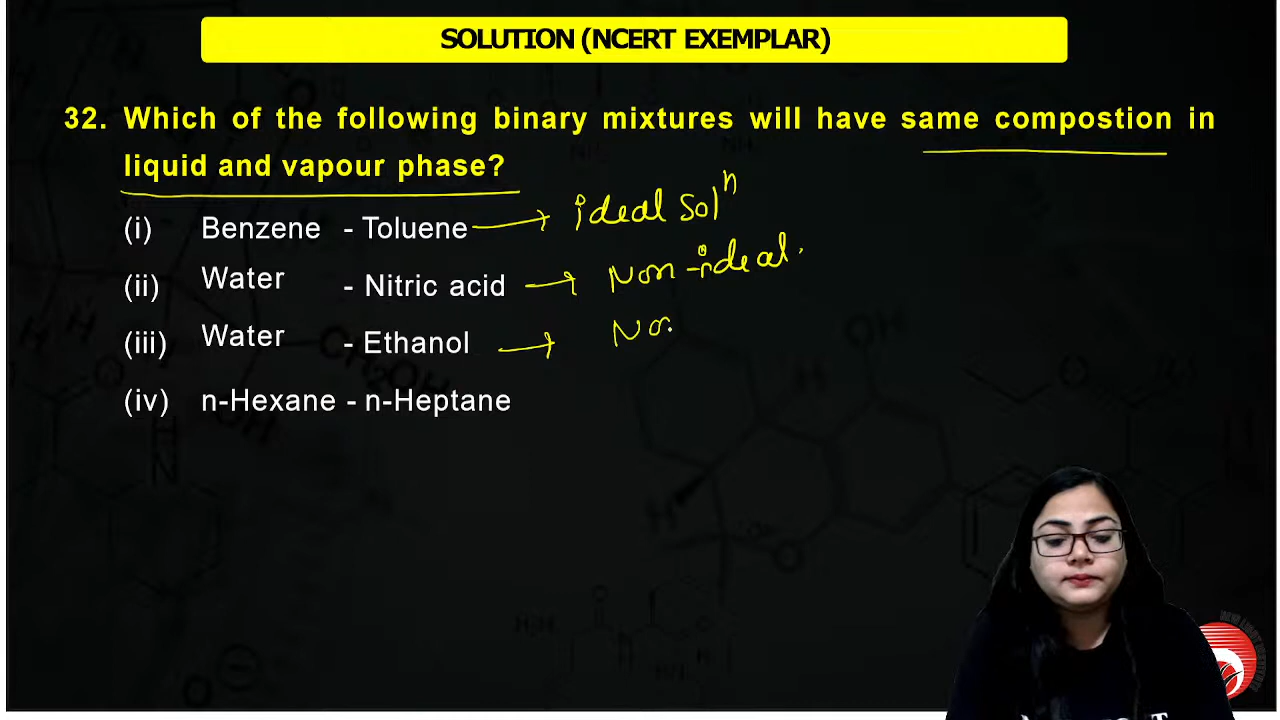 SOLUTION (NCERT EXEMPLAR)
32. Which of the following binary mixtures will have same compostion in
liquid and vapour phase?
(i) Benzene - Toluene → ideal solⁿ
(ii) Water - Nitric acid → Non-ideal.
(iii) Water - Ethanol → No
(iv) n-Hexane - n-Heptane